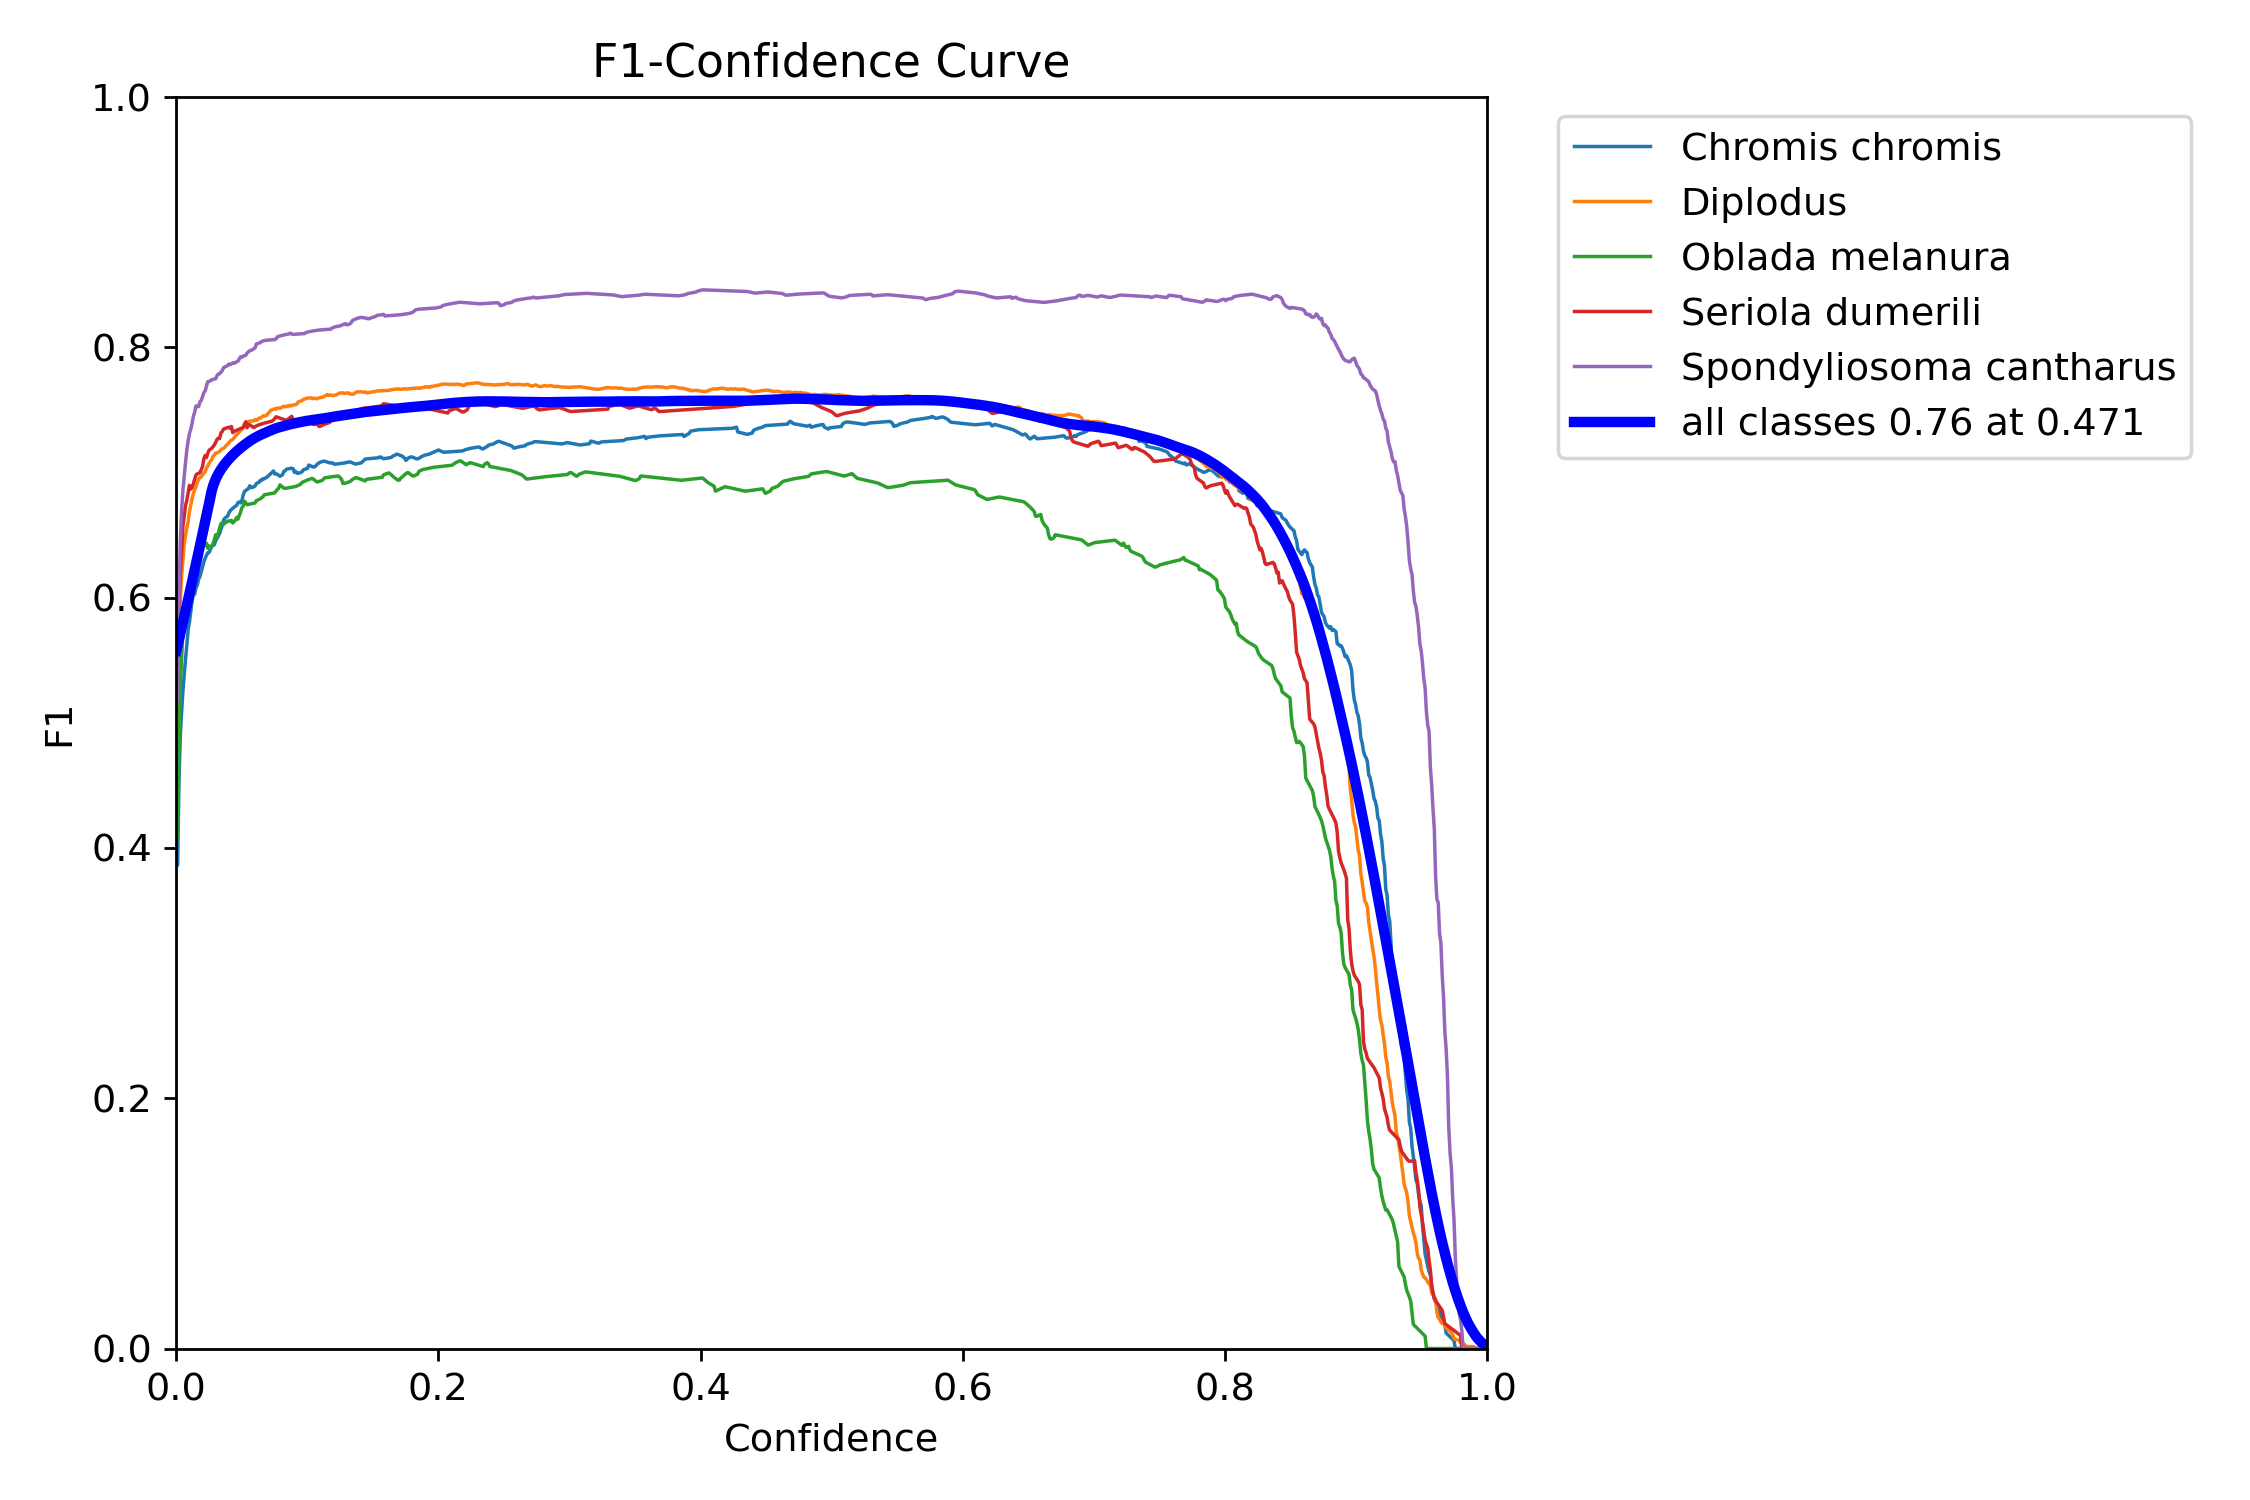 F1-Confidence Curve
1.0
0.8
0.6
0.4
0.2
0.0
F1
0.0 0.2 0.4 0.6 0.8 1.0
Confidence
Chromis chromis
Diplodus
Oblada melanura
Seriola dumerili
Spondyliosoma cantharus
all classes 0.76 at 0.471